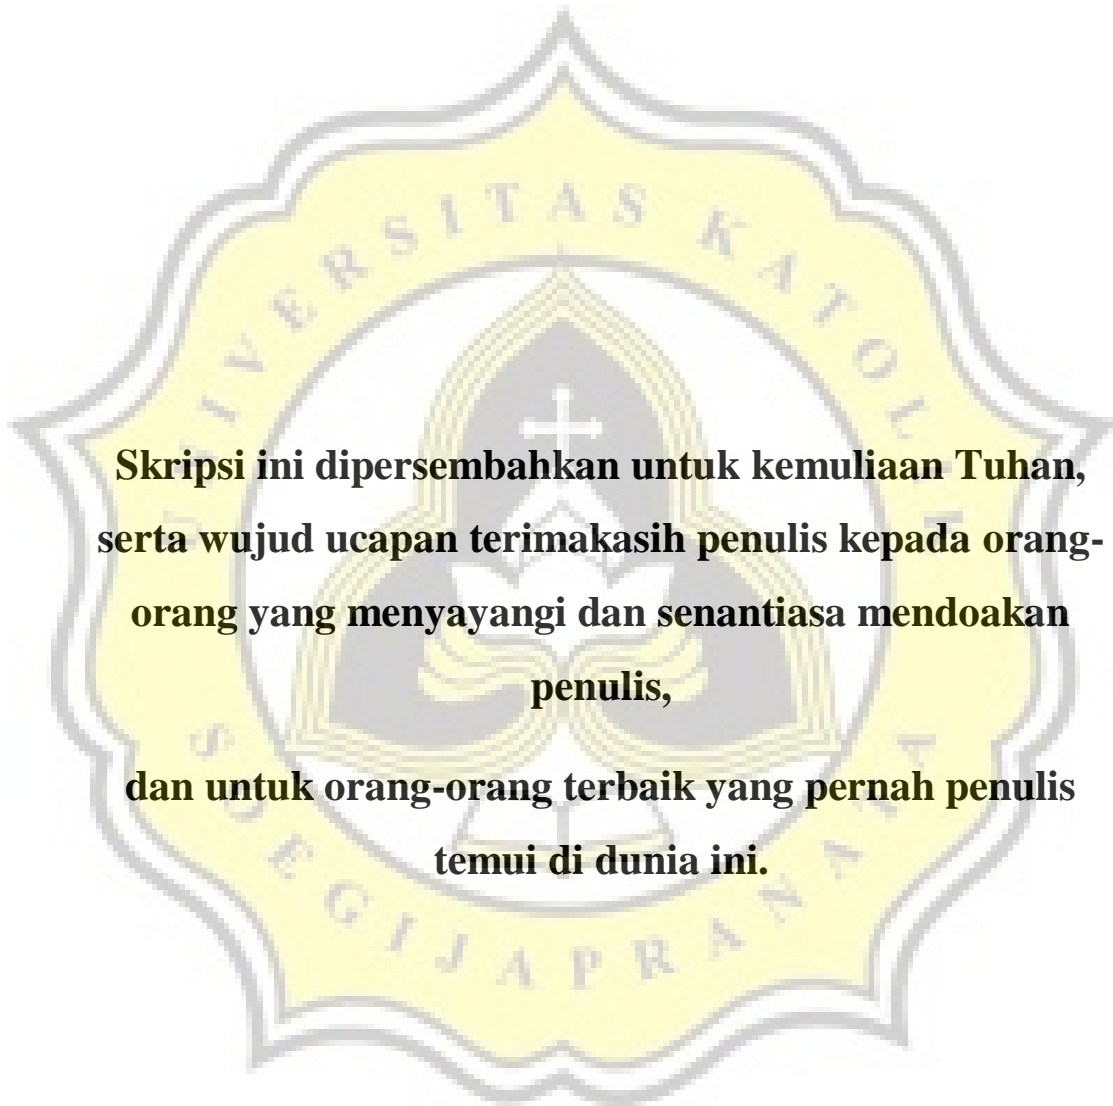 UNIVERSITAS KATOLIK
Skripsi ini dipersembahkan untuk kemuliaan Tuhan,
serta wujud ucapan terimakasih penulis kepada orang-
orang yang menyayangi dan senantiasa mendoakan
penulis,
dan untuk orang-orang terbaik yang pernah penulis
temui di dunia ini.
SOEGIJAPRANATA